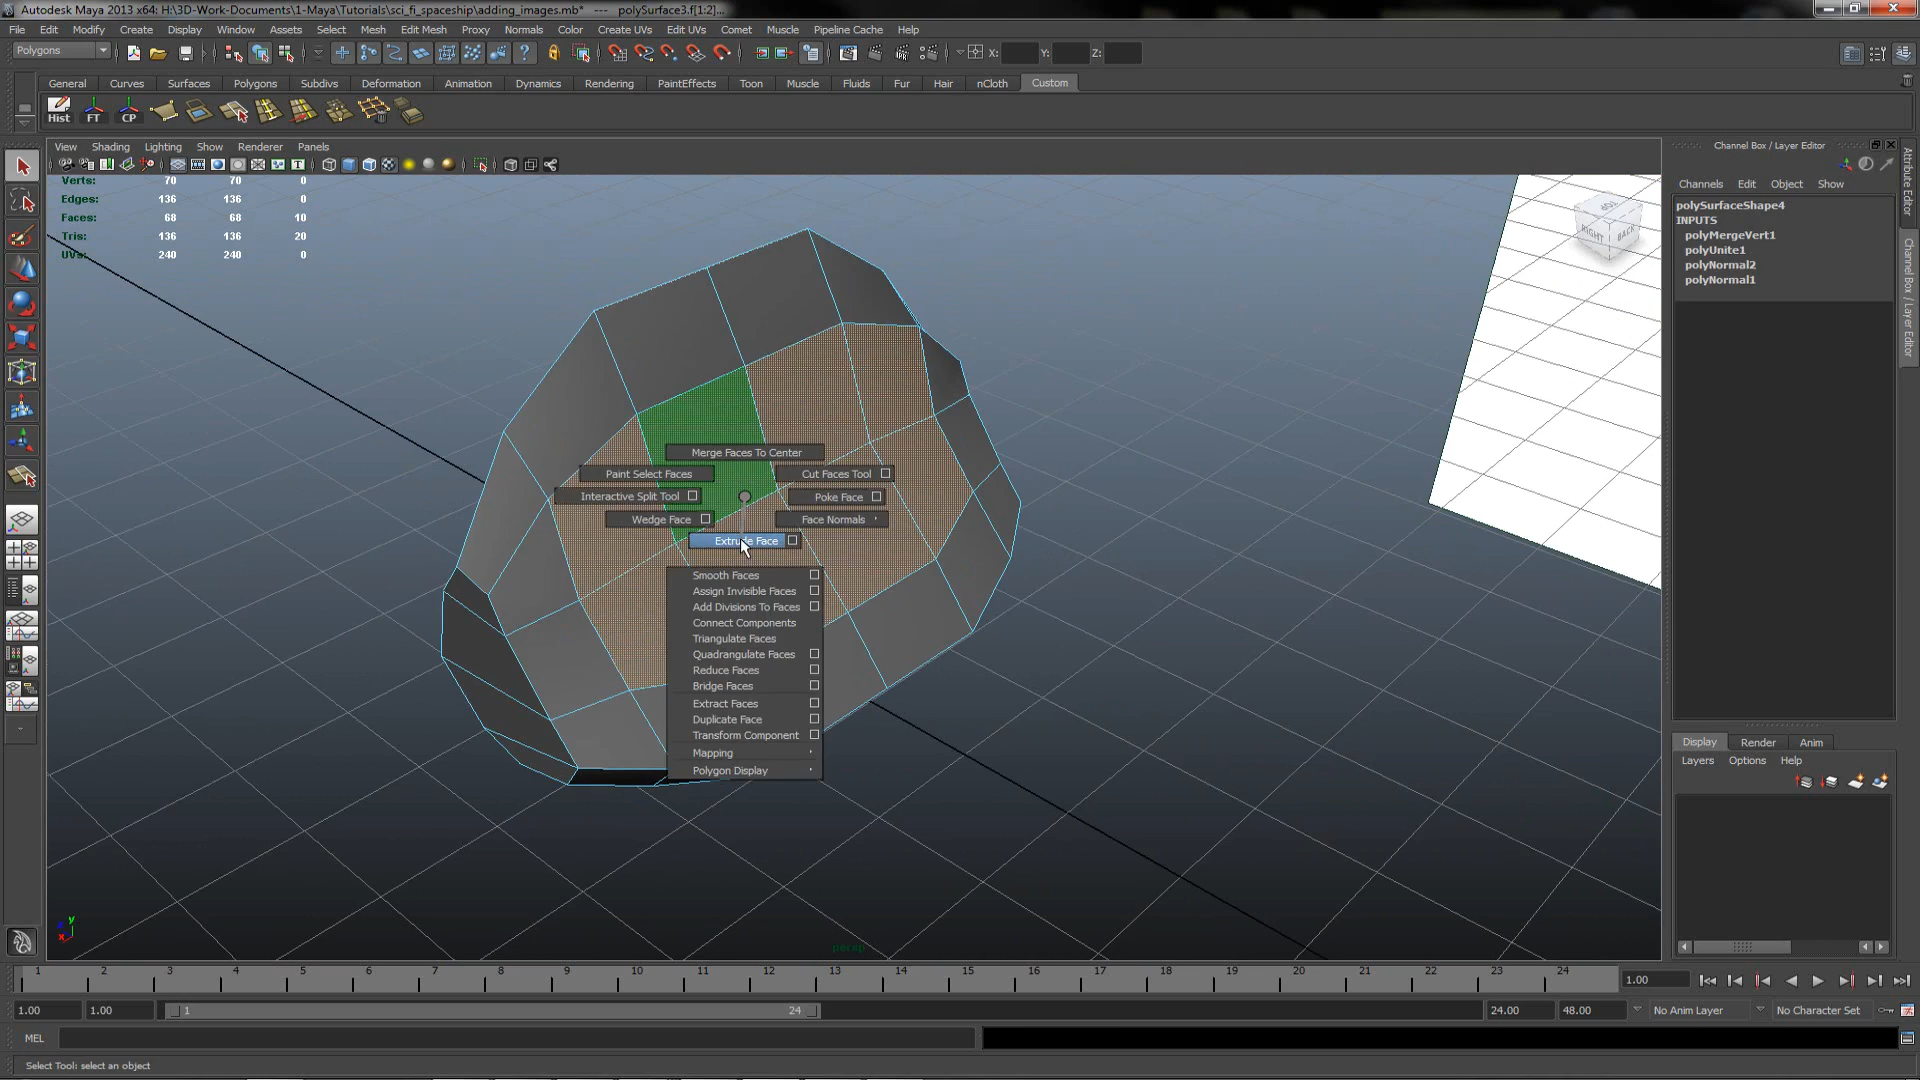 Autodesk Maya 2013 x64: H:\3D-Work-Documents\1-Maya\Tutorials\sci_fi_spaceship\adding_images.mb* --- polySurface3.f[1:2]...
File Edit Modify Create Display Window Assets Select Mesh Edit Mesh Proxy Normals Color Create UVs Edit UVs Comet Muscle Pipeline Cache Help
Polygons X: Y: Z:
General Curves Surfaces Polygons Subdivs Deformation Animation Dynamics Rendering PaintEffects Toon Muscle Fluids Fur Hair nCloth Custom
Hist FT CP
View Shading Lighting Show Renderer Panels
Verts: 70 70 0
Edges: 136 136 0
Faces: 68 68 10
Tris: 136 136 20
UVs: 240 240 0
TOP
RIGHT BACK
Merge Faces To Center
Paint Select Faces Cut Faces Tool
Interactive Split Tool Poke Face
Wedge Face Face Normals
Extrude Face
Smooth Faces
Assign Invisible Faces
Add Divisions To Faces
Connect Components
Triangulate Faces
Quadrangulate Faces
Reduce Faces
Bridge Faces
Extract Faces
Duplicate Face
Transform Component
Mapping
Polygon Display
y
x
persp
Channel Box / Layer Editor
Channels Edit Object Show
polySurfaceShape4
INPUTS
polyMergeVert1
polyUnite1
polyNormal2
polyNormal1
Attribute Editor
Channel Box / Layer Editor
Display Render Anim
Layers Options Help
1 2 3 4 5 6 7 8 9 10 11 12 13 14 15 16 17 18 19 20 21 22 23 24 1.00
1.00 1.00 1 24 24.00 48.00 No Anim Layer No Character Set
MEL
Select Tool: select an object